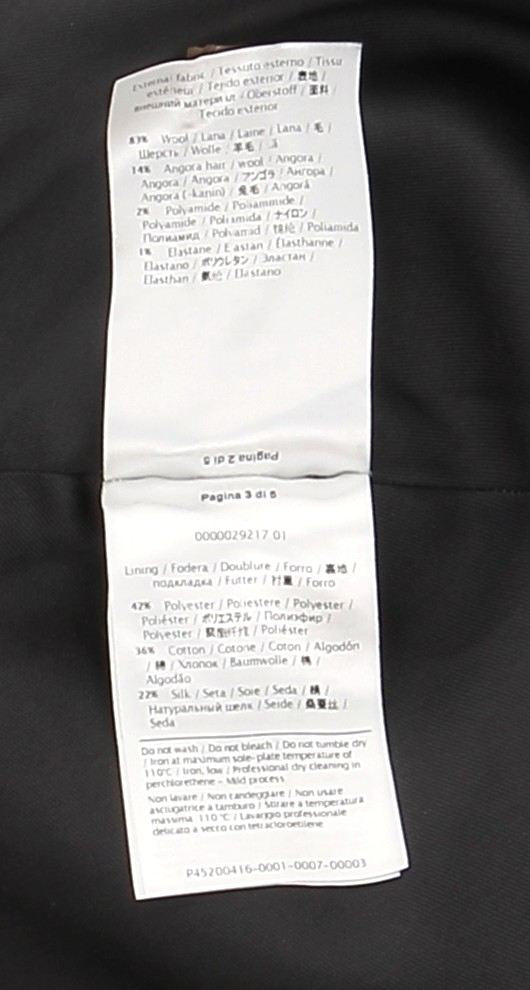 External fabric / Tessuto esterno / Tissu
extérieur / Tejido exterior / 表地 /
внешний материал / Oberstoff / 面料 /
Tecido exterior
83% Wool / Lana / Laine / Lana / 毛 /
Шерсть / Wolle / 羊毛 / Lã
14% Angora hair / wool / Angora /
Angora / Angora / アンゴラ / Ангора /
Angora (-kanin) / 兔毛 / Angorá
2% Polyamide / Poliammide /
Polyamide / Poliamida / ナイロン /
Полиамид / Polyamid / 锦纶 / Poliamida
1% Elastane / Elastan / Élasthanne /
Elastano / ポリウレタン / Эластан /
Elasthan / 氨纶 / Elastano
Pagina 2 di 5
Pagina 3 di 5
0000029217 01
Lining / Fodera / Doublure / Forro / 裏地 /
подкладка / Futter / 衬里 / Forro
42% Polyester / Poliestere / Polyester /
Poliéster / ポリエステル / Полиэфир /
Polyester / 聚酯纤维 / Poliéster
36% Cotton / Cotone / Coton / Algodón
/ 綿 / Хлопок / Baumwolle / 棉 /
Algodão
22% Silk / Seta / Soie / Seda / 絹 /
Натуральный шелк / Seide / 桑蚕丝 /
Seda
Do not wash / Do not bleach / Do not tumble dry
/ Iron at maximum sole-plate temperature of
110°C / Iron, low / Professional dry cleaning in
perchlorethene - Mild process
Non lavare / Non candeggiare / Non usare
asciugatrice a tamburo / Stirare a temperatura
massima 110 °C / Lavaggio professionale
delicato a secco con tetracloroetilene
P45200416-0001-0007-00003